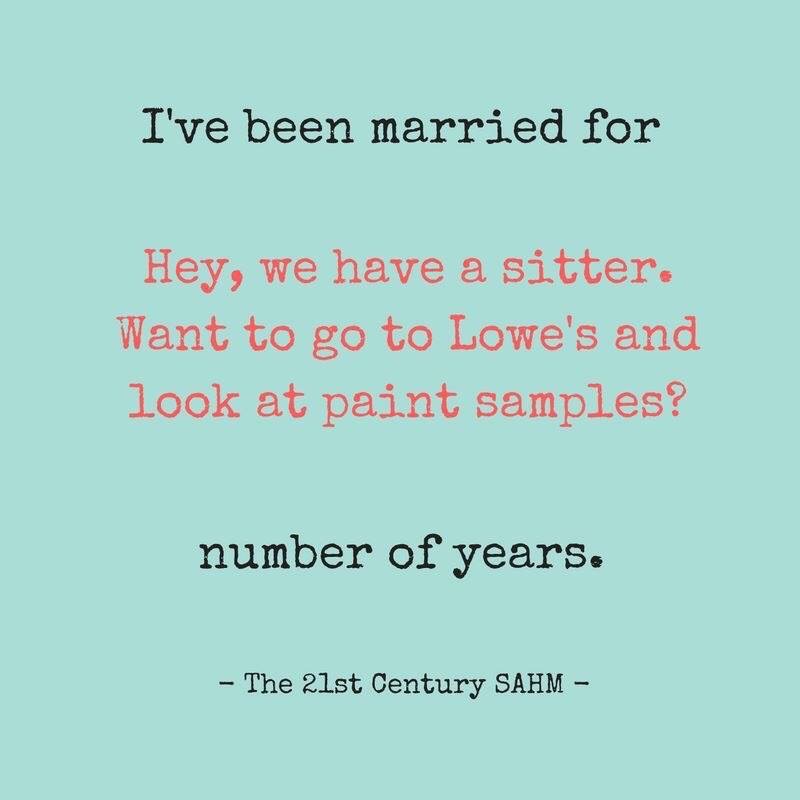 I've been married for
Hey, we have a sitter.
Want to go to Lowe's and
look at paint samples?
number of years.
- The 21st Century SAHM -